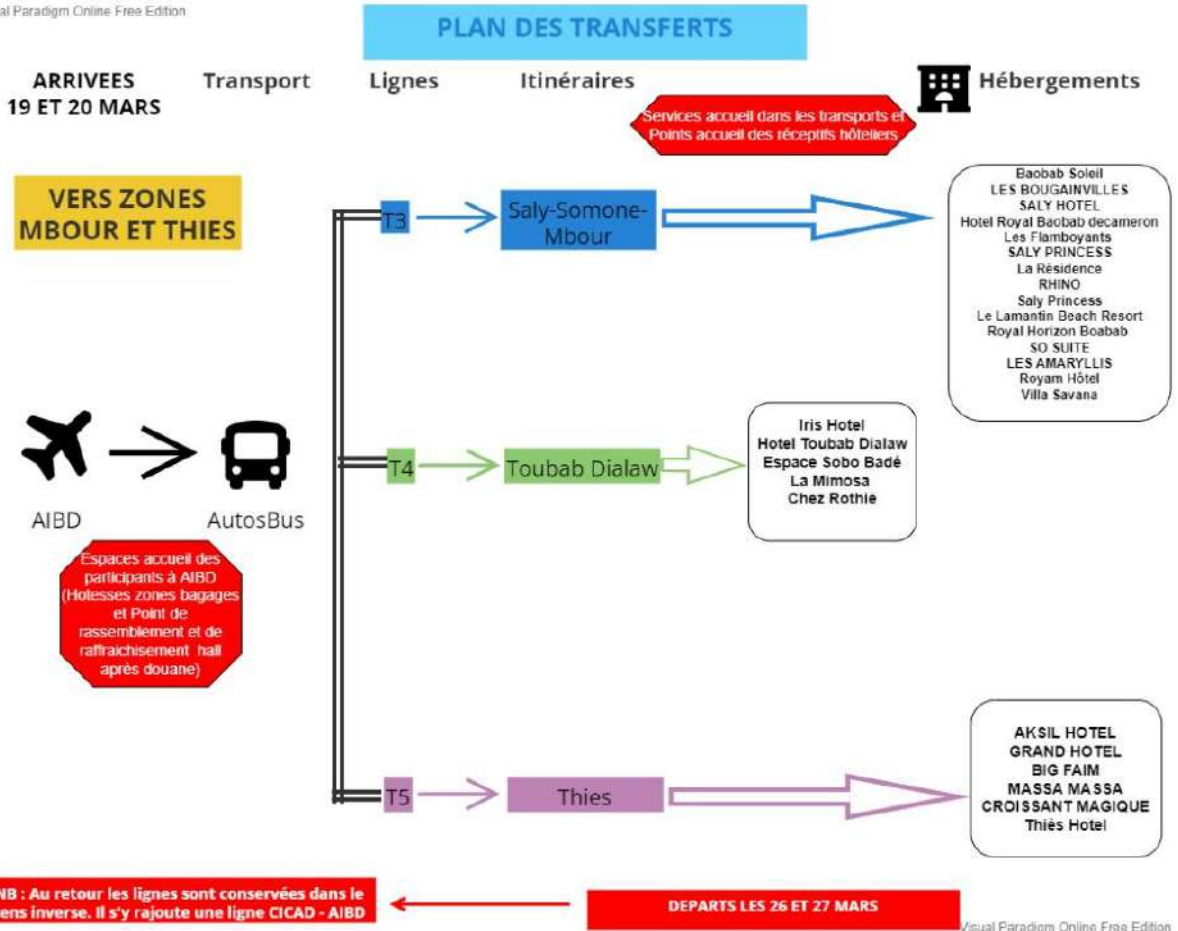 al Paradigm Online Free Edition
PLAN DES TRANSFERTS
ARRIVEES
19 ET 20 MARS
Transport
Lignes
Itinéraires
Hébergements
Services accueil dans les transports et
Points accueil des réceptifs hôteliers
VERS ZONES
MBOUR ET THIES
T3
Saly-Somone-
Mbour
Baobab Soleil
LES BOUGAINVILLES
SALY HOTEL
Hotel Royal Baobab decameron
Les Flamboyants
SALY PRINCESS
La Résidence
RHINO
Saly Princess
Le Lamantin Beach Resort
Royal Horizon Boabab
SO SUITE
LES AMARYLLIS
Royam Hôtel
Villa Savana
AIBD
AutosBus
T4
Toubab Dialaw
Iris Hotel
Hotel Toubab Dialaw
Espace Sobo Badé
La Mimosa
Chez Rothie
Espaces accueil des
participants à AIBD
(Hotesses zones bagages
et Point de
rassemblement et de
raffraichisement hall
après douane)
T5
Thies
AKSIL HOTEL
GRAND HOTEL
BIG FAIM
MASSA MASSA
CROISSANT MAGIQUE
Thiès Hotel
NB : Au retour les lignes sont conservées dans le
sens inverse. Il s'y rajoute une ligne CICAD - AIBD
DEPARTS LES 26 ET 27 MARS
Visual Paradigm Online Free Edition